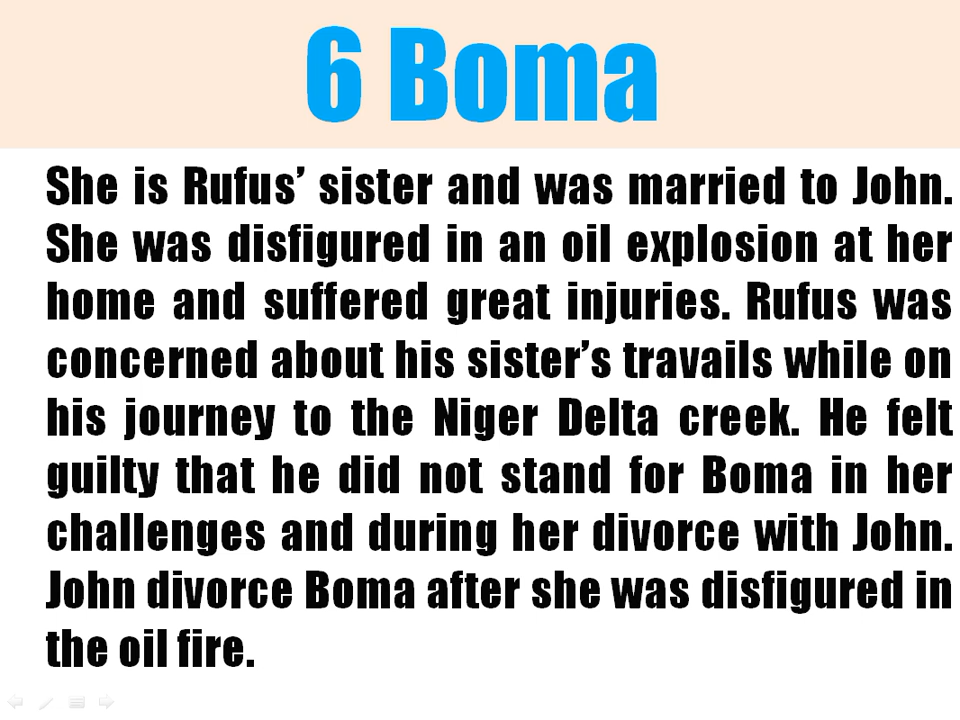 6 Boma
She is Rufus’ sister and was married to John.
She was disfigured in an oil explosion at her
home and suffered great injuries. Rufus was
concerned about his sister’s travails while on
his journey to the Niger Delta creek. He felt
guilty that he did not stand for Boma in her
challenges and during her divorce with John.
John divorce Boma after she was disfigured in
the oil fire.